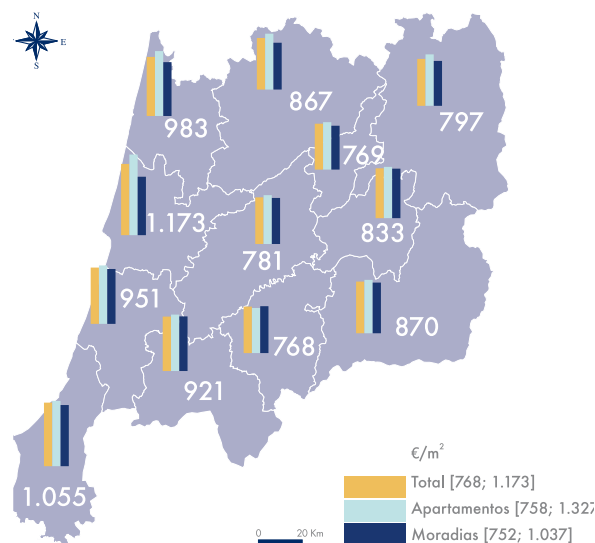 N
E
S
867
983
797
769
1.173
833
781
951
870
768
921
1.055
€/m²
Total [768; 1.173]
Apartamentos [758; 1.327
Moradias [752; 1.037]
0 20 Km